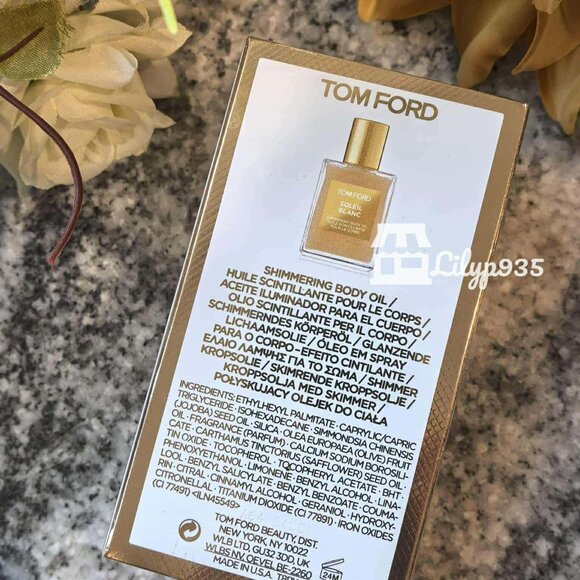 TOM FORD
TOM FORD
SOLEIL
BLANC
Lilyp935
SHIMMERING BODY OIL /
HUILE SCINTILLANTE POUR LE CORPS /
ACEITE ILUMINADOR PARA EL CUERPO /
OLIO SCINTILLANTE PER IL CORPO /
SCHIMMERNDES KÖRPERÖL / GLÄNZENDE
LICHAAMSOLIE / ÓLEO EM SPRAY
PARA O CORPO - EFEITO CINTILANTE /
ΕΛΑΙΟ ΛΑΜΨΗΣ ΓΙΑ ΤΟ ΣΩΜΑ / SHIMMER
KROPSOLIE / SKIMRENDE KROPPSOLJE /
KROPPSOLJA MED SKIMMER /
POŁYSKUJĄCY OLEJEK DO CIAŁA
INGREDIENTS: ETHYLHEXYL PALMITATE • CAPRYLIC/CAPRIC
TRIGLYCERIDE • ISOHEXADECANE • SIMMONDSIA CHINENSIS
(JOJOBA) SEED OIL • SILICA • OLEA EUROPAEA (OLIVE) FRUIT
OIL • FRAGRANCE (PARFUM) • CALCIUM SODIUM BOROSILI-
CATE • CARTHAMUS TINCTORIUS (SAFFLOWER) SEED OIL •
TIN OXIDE • TOCOPHEROL • TOCOPHERYL ACETATE • BHT •
PHENOXYETHANOL • LIMONENE • BENZYL ALCOHOL • LINA-
LOOL • BENZYL SALICYLATE • BENZYL BENZOATE • COUMA-
RIN • CITRAL • CINNAMYL ALCOHOL • GERANIOL • HYDROXY-
CITRONELLAL • TITANIUM DIOXIDE (CI 77891) • IRON OXIDES
(CI 77491) <ILN45549>
TOM FORD BEAUTY, DIST.
NEW YORK, NY 10022
WLB LTD, GU32 3DD, UK
WLBS NV OEVEL BE-2260
MADE IN U.S.A.
24M